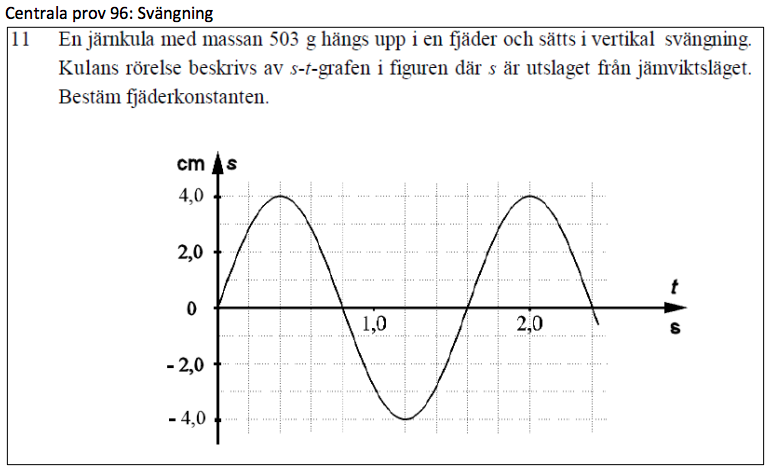 Centrala prov 96: Svängning
11 En järnkula med massan 503 g hängs upp i en fjäder och sätts i vertikal svängning.
Kulans rörelse beskrivs av s-t-grafen i figuren där s är utslaget från jämviktsläget.
Bestäm fjäderkonstanten.
cm s
4,0
2,0
0
t
1,0 2,0
s
- 2,0
- 4,0